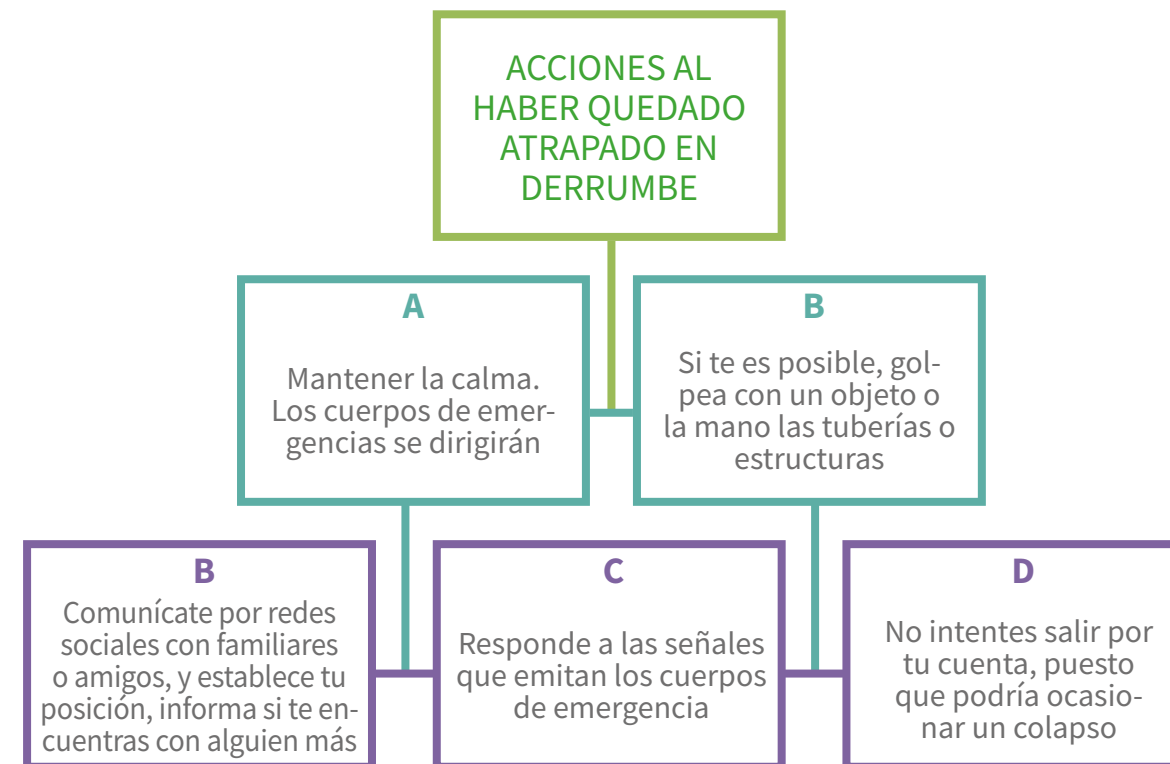 ACCIONES AL
HABER QUEDADO
ATRAPADO EN
DERRUMBE
A
Mantener la calma.
Los cuerpos de emer-
gencias se dirigirán
B
Si te es posible, gol-
pea con un objeto o
la mano las tuberías o
estructuras
B
Comunícate por redes
sociales con familiares
o amigos, y establece tu
posición, informa si te en-
cuentras con alguien más
C
Responde a las señales
que emitan los cuerpos
de emergencia
D
No intentes salir por
tu cuenta, puesto
que podría ocasio-
nar un colapso